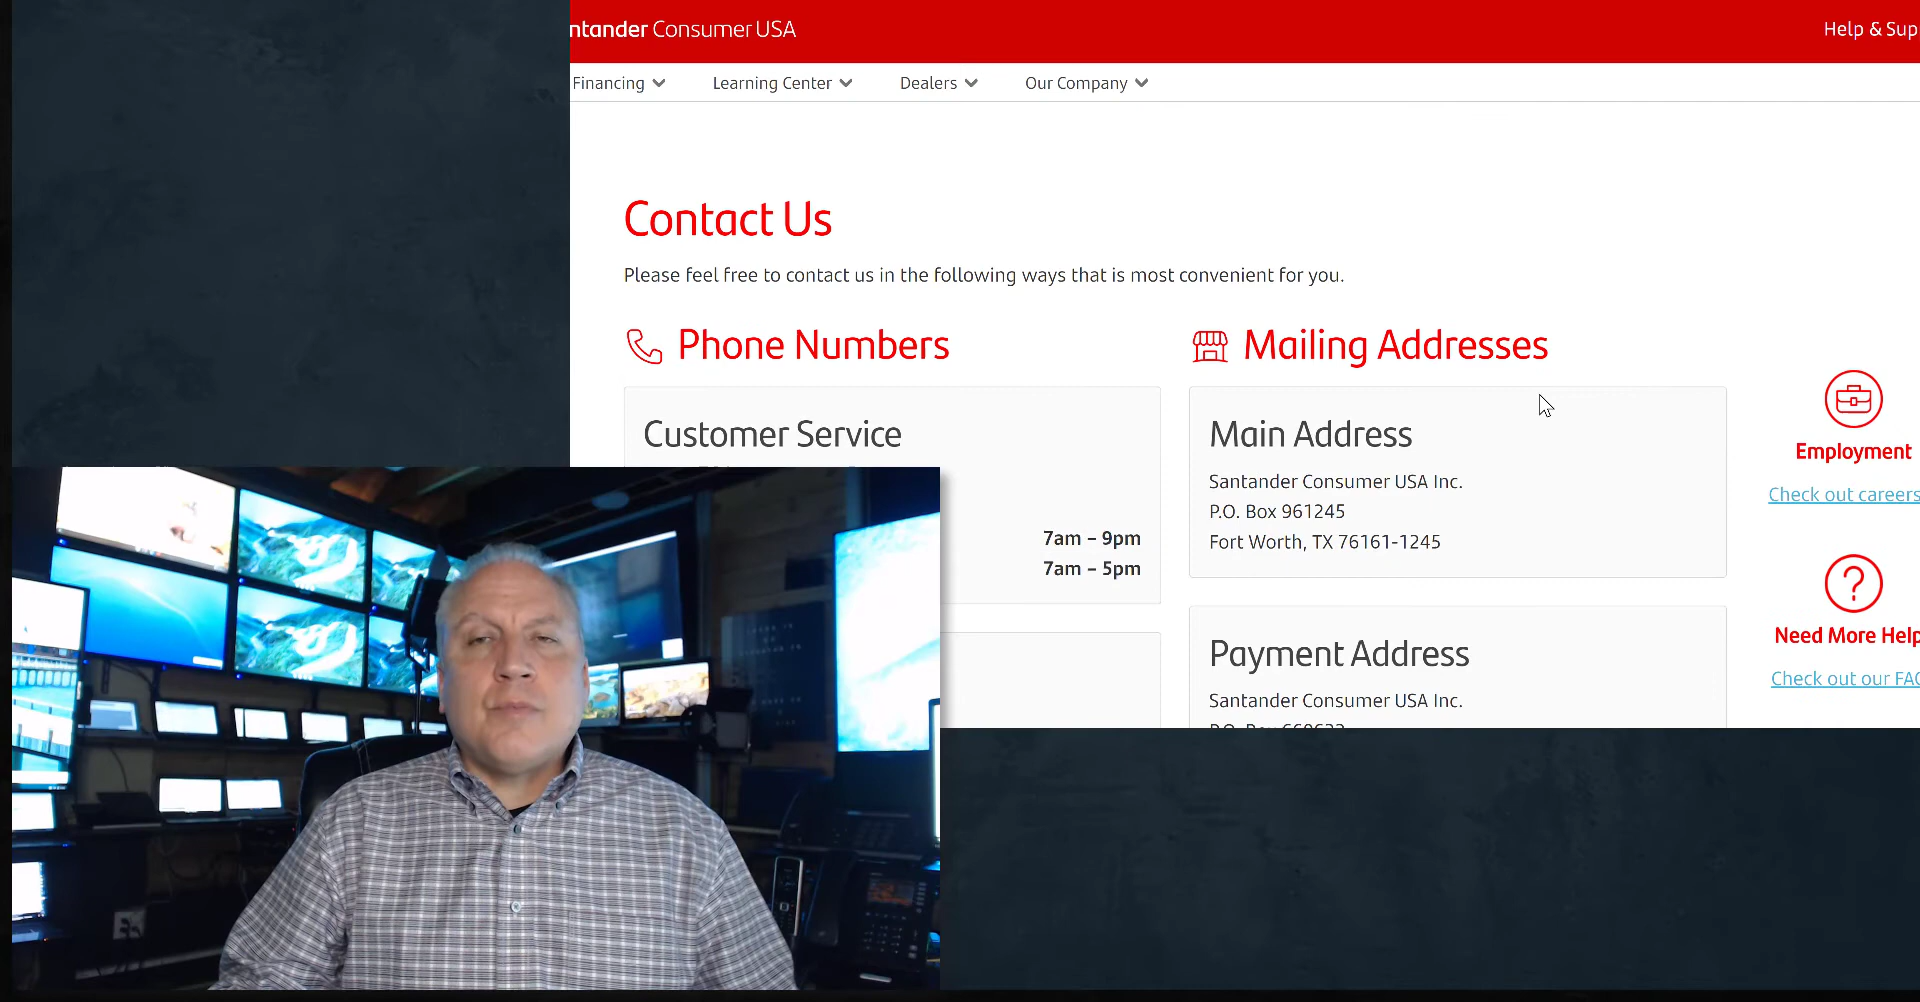 ntander Consumer USA
Help & Sup
Financing
Learning Center
Dealers
Our Company
Contact Us
Please feel free to contact us in the following ways that is most convenient for you.
Phone Numbers
Customer Service
7am – 9pm
7am – 5pm
Mailing Addresses
Main Address
Santander Consumer USA Inc.
P.O. Box 961245
Fort Worth, TX 76161-1245
Payment Address
Santander Consumer USA Inc.
Employment
Check out careers
Need More Help
Check out our FAQ